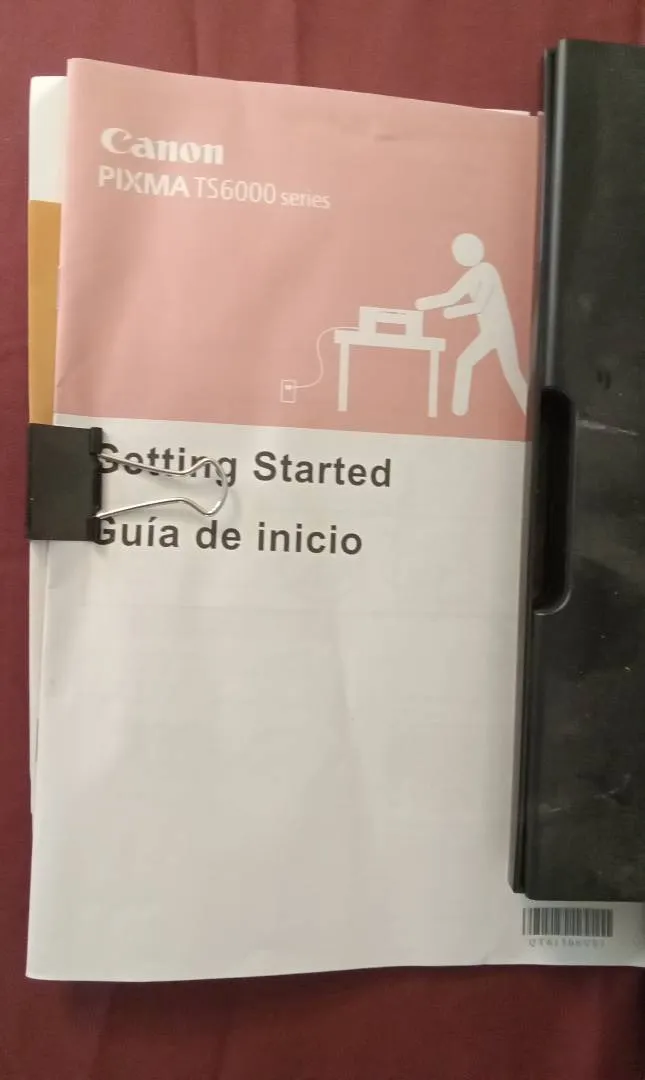 Canon
PIXMA TS6000 series
Getting Started
Guía de inicio